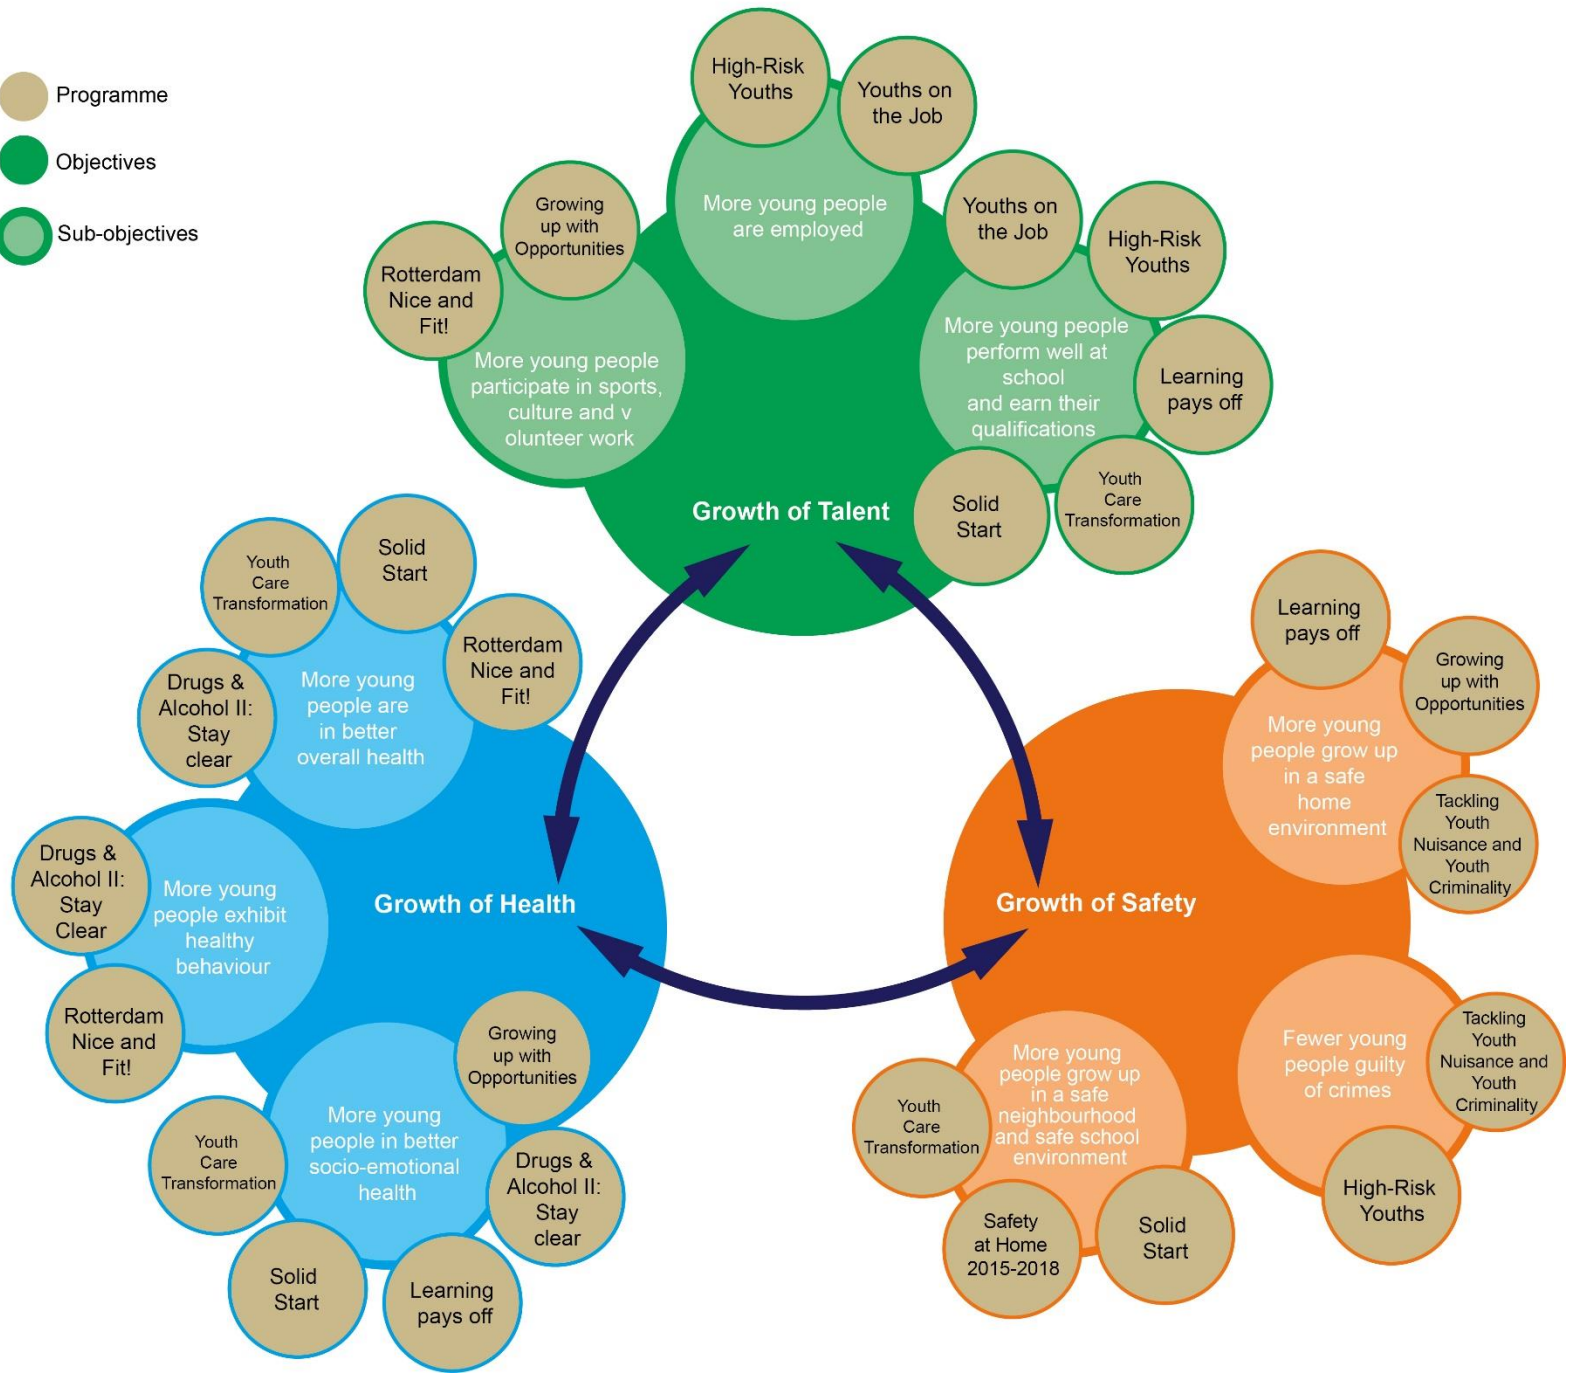 Programme
Objectives
Sub-objectives
High-Risk
Youths
Youths on
the Job
More young people
are employed
Growing
up with
Opportunities
Rotterdam
Nice and
Fit!
More young people
participate in sports,
culture and v
olunteer work
Youths on
the Job
High-Risk
Youths
Learning
pays off
Youth
Care
Transformation
Solid
Start
More young people
perform well at
school
and earn their
qualifications
Growth of Talent
Youth
Care
Transformation
Solid
Start
Rotterdam
Nice and
Fit!
Drugs &
Alcohol II:
Stay
clear
More young
people are
in better
overall health
Drugs &
Alcohol II:
Stay
Clear
Rotterdam
Nice and
Fit!
More young
people exhibit
healthy
behaviour
Growth of Health
Growing
up with
Opportunities
Drugs &
Alcohol II:
Stay
clear
Learning
pays off
Solid
Start
Youth
Care
Transformation
More young
people in better
socio-emotional
health
Learning
pays off
Growing
up with
Opportunities
Tackling
Youth
Nuisance and
Youth
Criminality
More young
people grow up
in a safe
home
environment
Growth of Safety
Fewer young
people guilty
of crimes
Tackling
Youth
Nuisance and
Youth
Criminality
High-Risk
Youths
More young
people grow up
in a safe
neighbourhood
and safe school
environment
Youth
Care
Transformation
Safety
at Home
2015-2018
Solid
Start